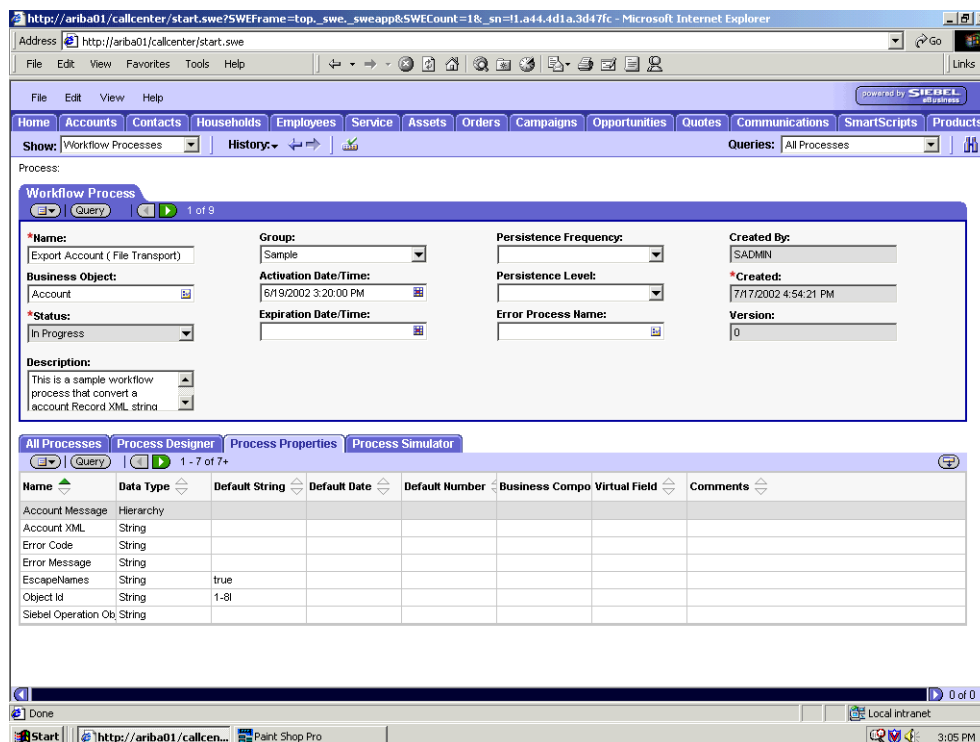 http://ariba01/callcenter/start.swe?SWEFrame=top._swe._sweapp&SWECount=1&_sn=!1.a44.4d1a.3d47fc - Microsoft Internet Explorer
Address http://ariba01/callcenter/start.swe Go
File Edit View Favorites Tools Help Links
File Edit View Help powered by SIEBEL eBusiness
Home Accounts Contacts Households Employees Service Assets Orders Campaigns Opportunities Quotes Communications SmartScripts Products
Show: Workflow Processes History: Queries: All Processes
Process:
Workflow Process
Query 1 of 9
*Name: Group: Persistence Frequency: Created By:
Export Account ( File Transport) Sample SADMIN
Business Object: Activation Date/Time: Persistence Level: *Created:
Account 6/19/2002 3:20:00 PM 7/17/2002 4:54:21 PM
*Status: Expiration Date/Time: Error Process Name: Version:
In Progress 0
Description:
This is a sample workflow
process that convert a
account Record XML string
All Processes Process Designer Process Properties Process Simulator
Query 1 - 7 of 7+
Name Data Type Default String Default Date Default Number Business Compo Virtual Field Comments
Account Message Hierarchy
Account XML String
Error Code String
Error Message String
EscapeNames String true
Object Id String 1-8I
Siebel Operation Ob String
0 of 0
Done Local intranet
Start http://ariba01/callcen... Paint Shop Pro 3:05 PM